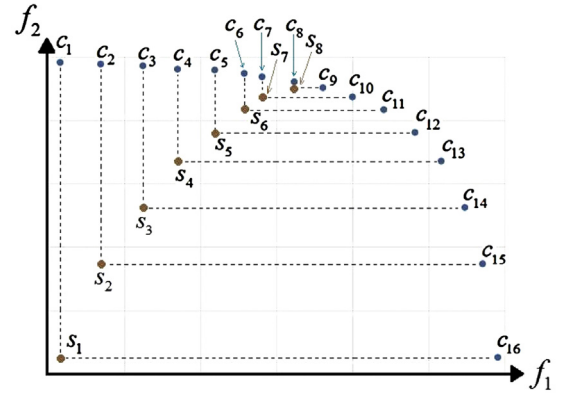 f₂
c₁ c₂ c₃ c₄ c₅ c₆ c₇ s₇ c₈ s₈
c₉
c₁₀
s₆ c₁₁
s₅ c₁₂
s₄ c₁₃
s₃ c₁₄
s₂ c₁₅
s₁ c₁₆
f₁